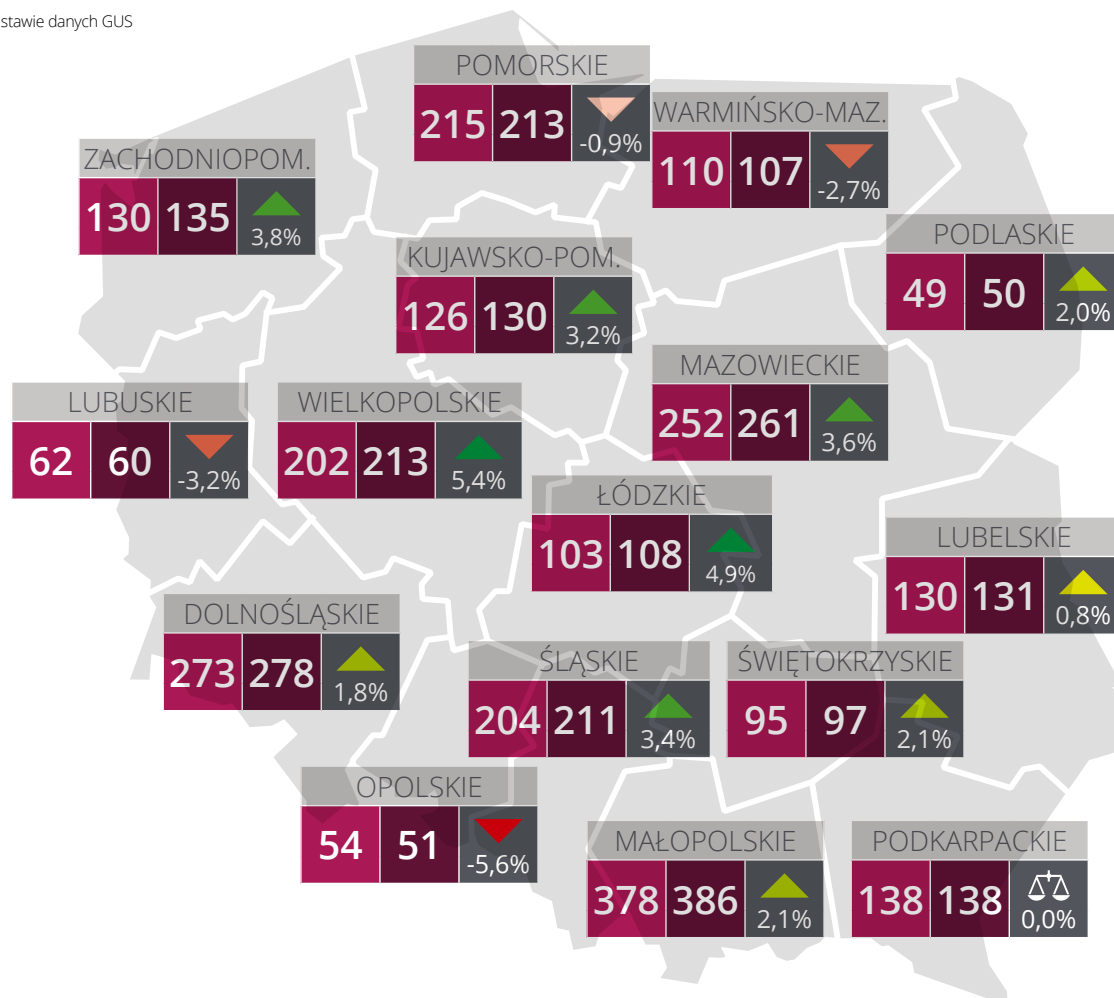 stawie danych GUS
POMORSKIE
215 213 -0,9%
WARMIŃSKO-MAZ.
110 107 -2,7%
ZACHODNIOPOM.
130 135 3,8%
PODLASKIE
49 50 2,0%
KUJAWSKO-POM.
126 130 3,2%
MAZOWIECKIE
252 261 3,6%
LUBUSKIE
62 60 -3,2%
WIELKOPOLSKIE
202 213 5,4%
ŁÓDZKIE
103 108 4,9%
LUBELSKIE
130 131 0,8%
DOLNOŚLĄSKIE
273 278 1,8%
ŚLĄSKIE
204 211 3,4%
ŚWIĘTOKRZYSKIE
95 97 2,1%
OPOLSKIE
54 51 -5,6%
MAŁOPOLSKIE
378 386 2,1%
PODKARPACKIE
138 138 0,0%